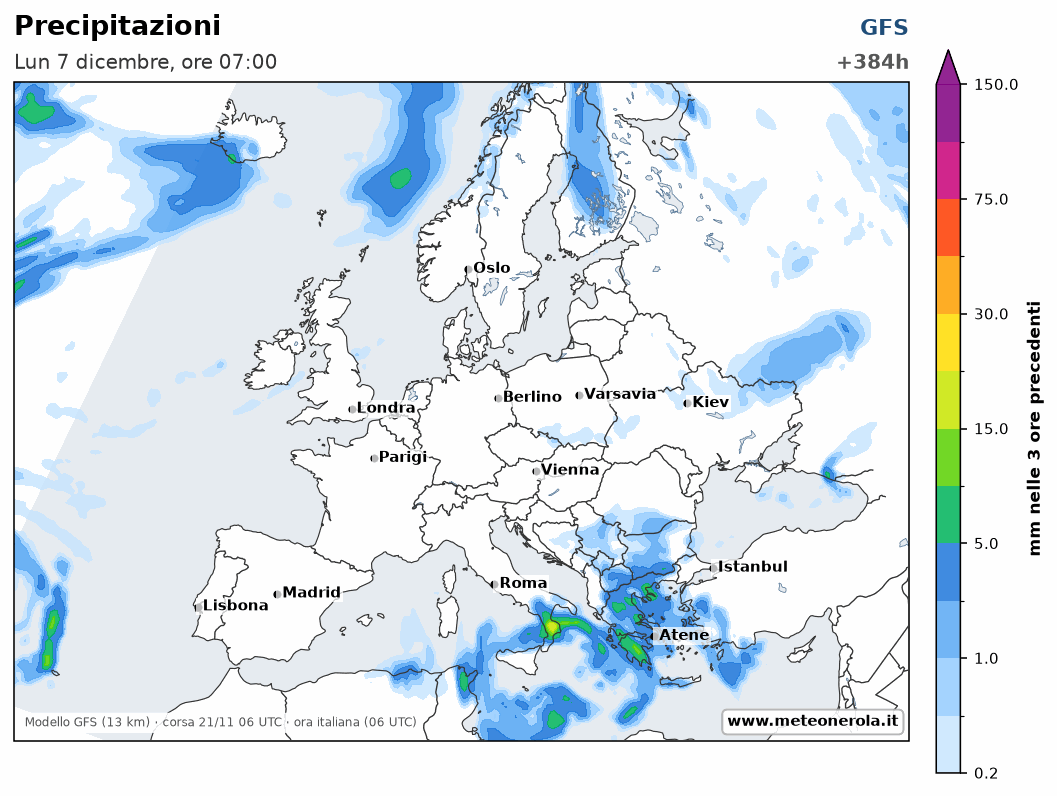 Precipitazioni
GFS
Lun 7 dicembre, ore 07:00
+384h
150.0
75.0
30.0
15.0
5.0
1.0
0.2
mm nelle 3 ore precedenti
Oslo
Berlino
Varsavia
Kiev
Londra
Parigi
Vienna
Istanbul
Roma
Madrid
Lisbona
Atene
Modello GFS (13 km) · corsa 21/11 06 UTC · ora italiana (06 UTC)
www.meteonerola.it